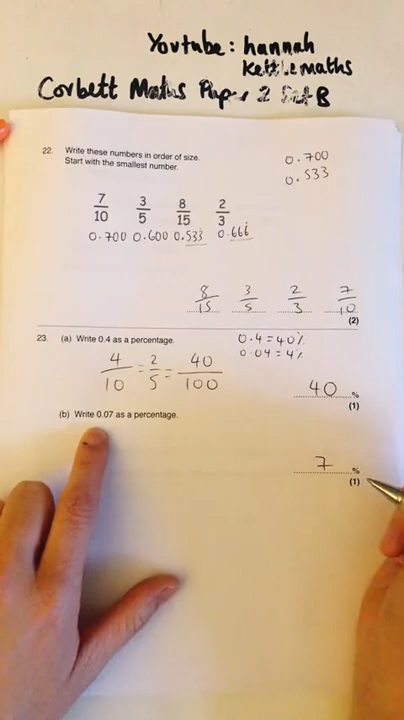 Youtube: hannah
kettlemaths
Corbett Maths Paper 2 Set B
22. Write these numbers in order of size.
Start with the smallest number.
0.700
0.533
7/10 3/5 8/15 2/3
0.700 0.600 0.533 0.666
8/15 3/5 2/3 7/10
(2)
23. (a) Write 0.4 as a percentage.
0.4 = 40%
0.04 = 4%
4/10 = 2/5 = 40/100
40 %
(1)
(b) Write 0.07 as a percentage.
7 %
(1)